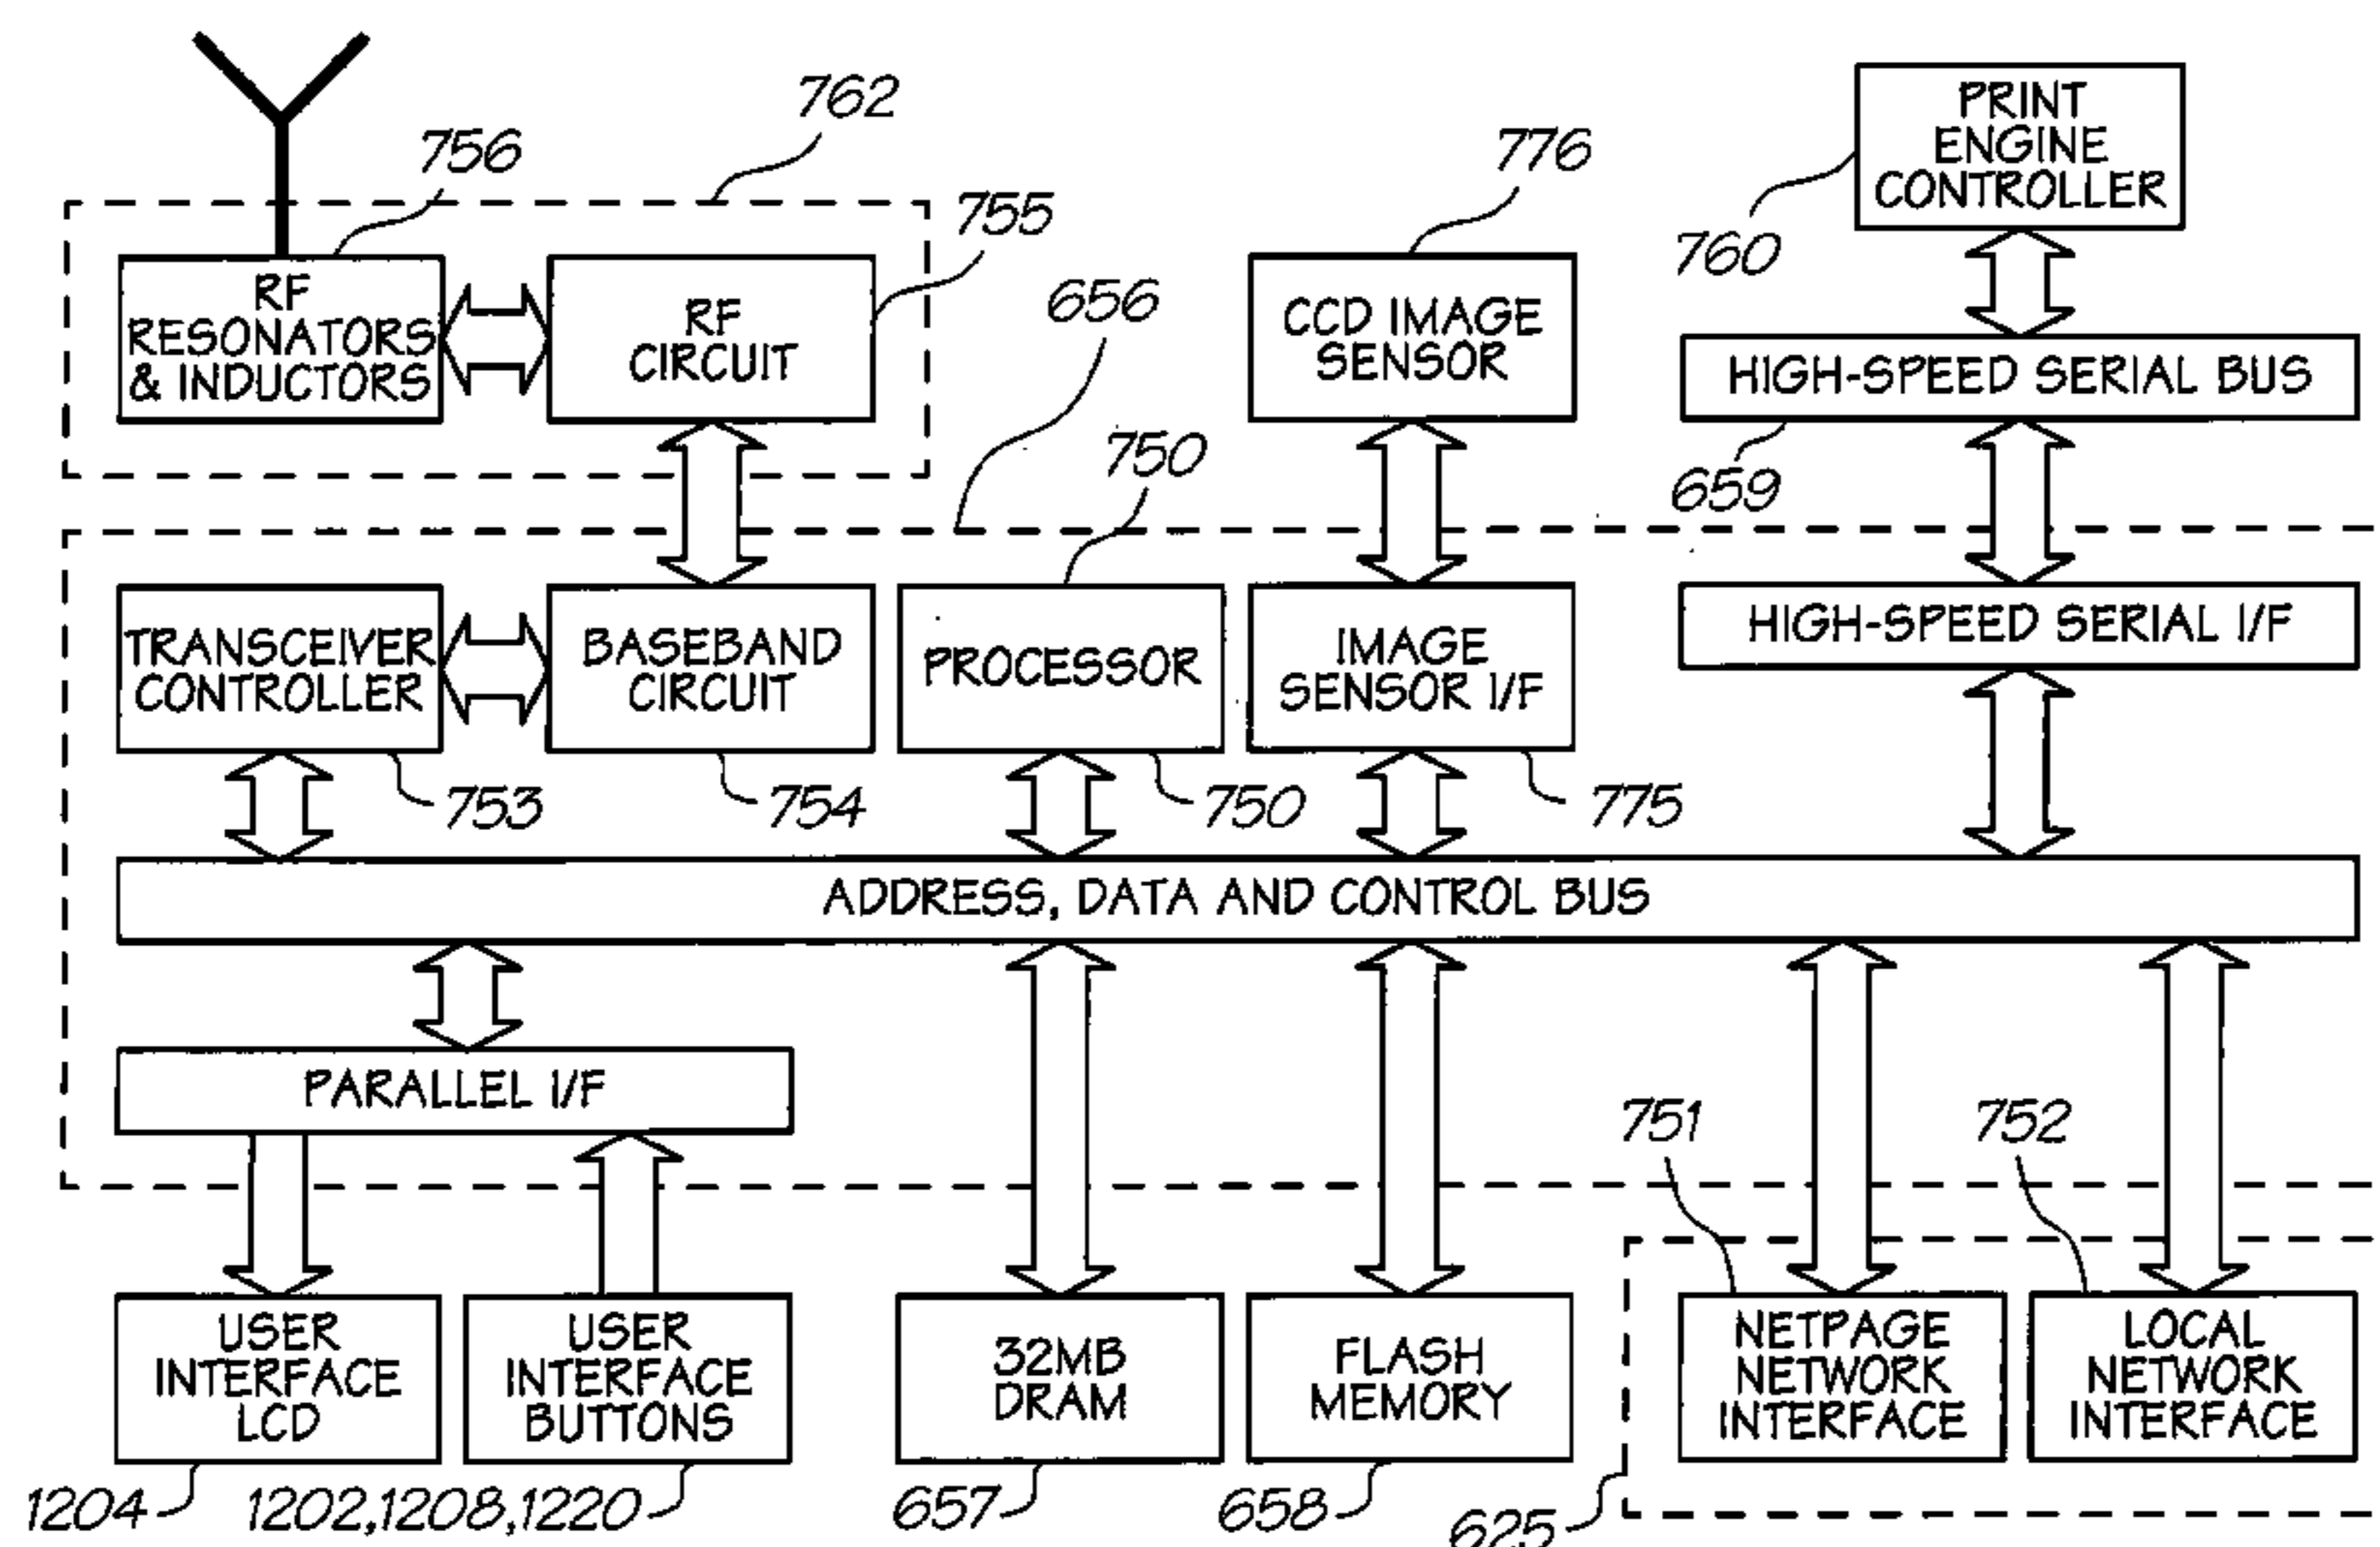 762
756
776
PRINT
ENGINE
CONTROLLER
755
760
656
RF
RESONATORS
& INDUCTORS
RF
CIRCUIT
CCD IMAGE
SENSOR
HIGH-SPEED SERIAL BUS
750
659
TRANSCEIVER
CONTROLLER
BASEBAND
CIRCUIT
PROCESSOR
IMAGE
SENSOR I/F
HIGH-SPEED SERIAL I/F
753
754
750
775
ADDRESS, DATA AND CONTROL BUS
PARALLEL I/F
751
752
USER
INTERFACE
LCD
USER
INTERFACE
BUTTONS
32MB
DRAM
FLASH
MEMORY
NETPAGE
NETWORK
INTERFACE
LOCAL
NETWORK
INTERFACE
1204
1202,1208,1220
657
658
625